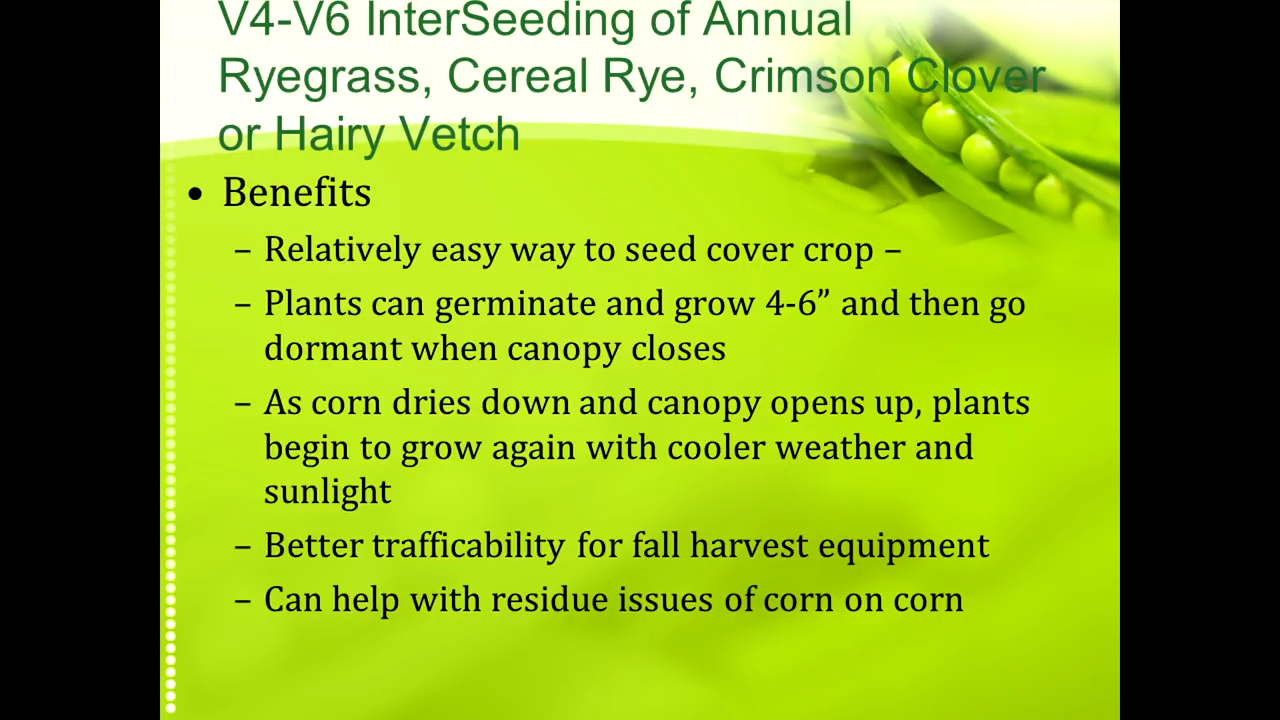 V4-V6 InterSeeding of Annual
Ryegrass, Cereal Rye, Crimson Clover
or Hairy Vetch
• Benefits
– Relatively easy way to seed cover crop –
– Plants can germinate and grow 4-6” and then go
dormant when canopy closes
– As corn dries down and canopy opens up, plants
begin to grow again with cooler weather and
sunlight
– Better trafficability for fall harvest equipment
– Can help with residue issues of corn on corn